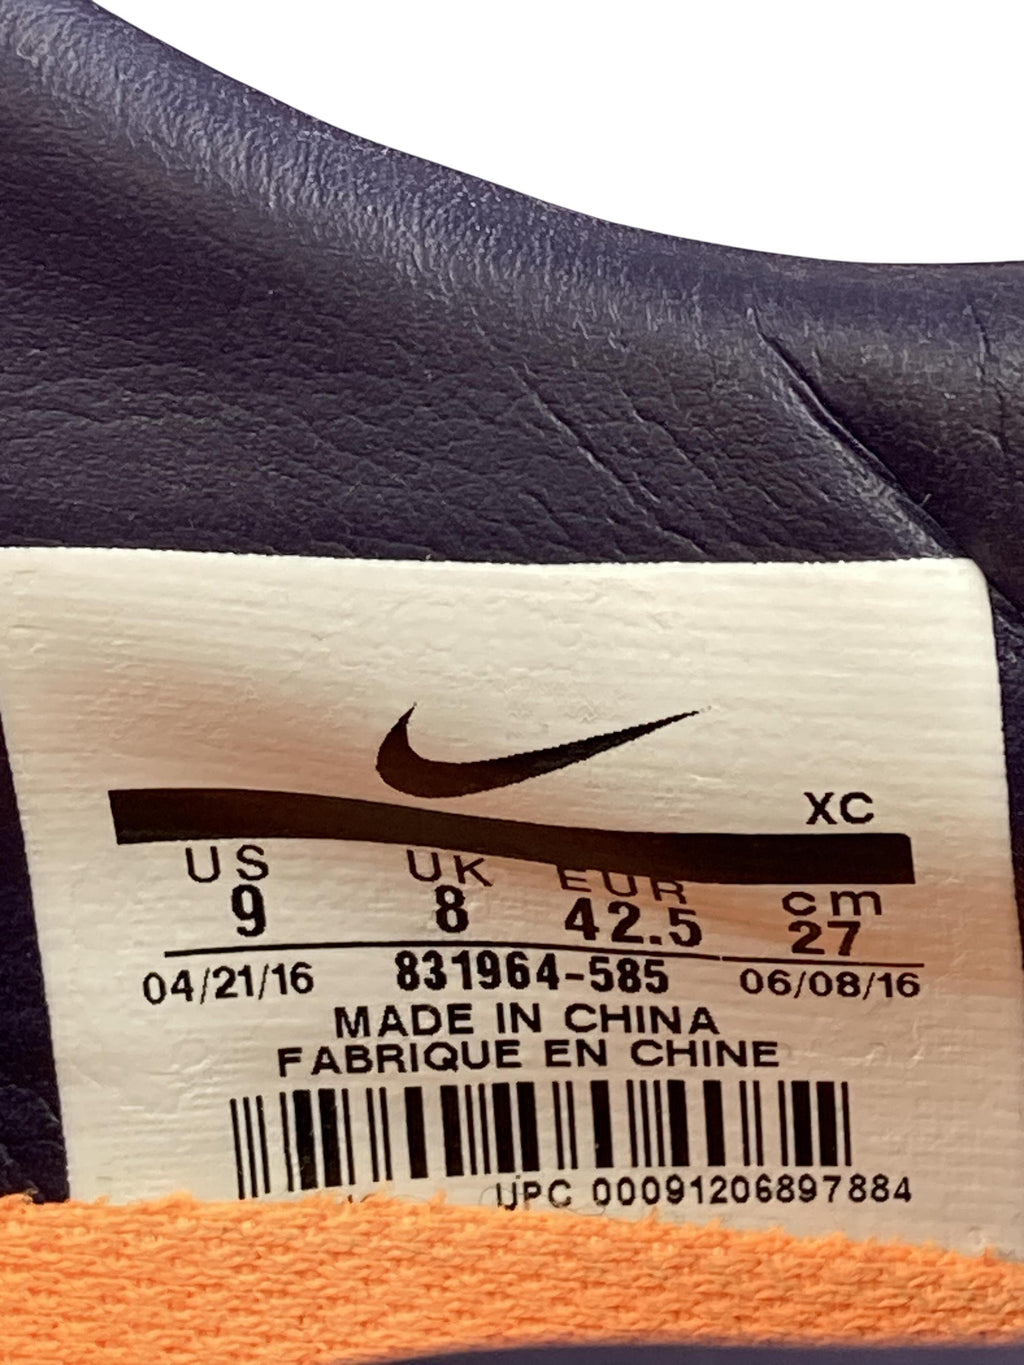 XC
US UK EUR cm
9 8 42.5 27
04/21/16 831964-585 06/08/16
MADE IN CHINA
FABRIQUE EN CHINE
UPC 00091206897884